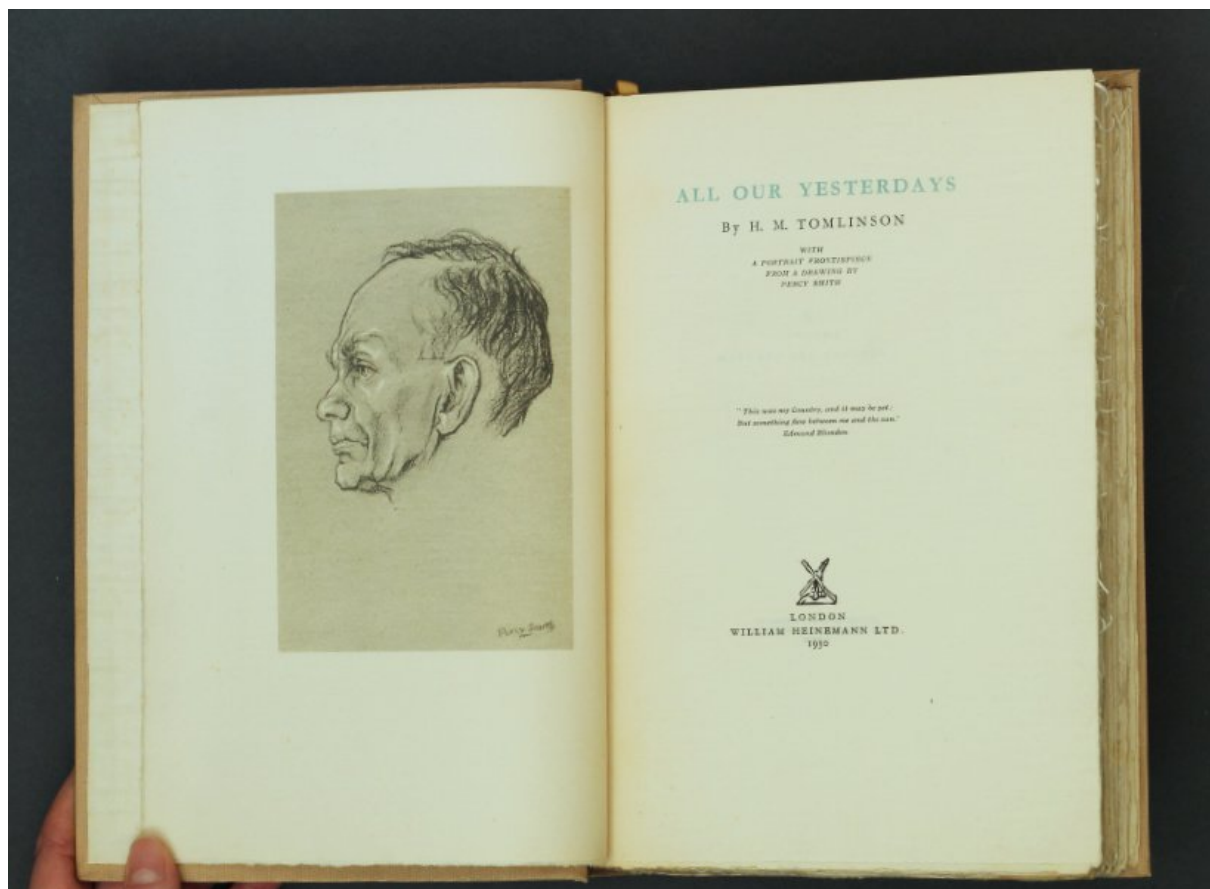 Percy Smith
ALL OUR YESTERDAYS
By H. M. TOMLINSON
WITH
A PORTRAIT FRONTISPIECE
FROM A DRAWING BY
PERCY SMITH
"This was my Country, and it may be yet;
But something flew between me and the sun."
Edmund Blunden
LONDON
WILLIAM HEINEMANN LTD.
1930